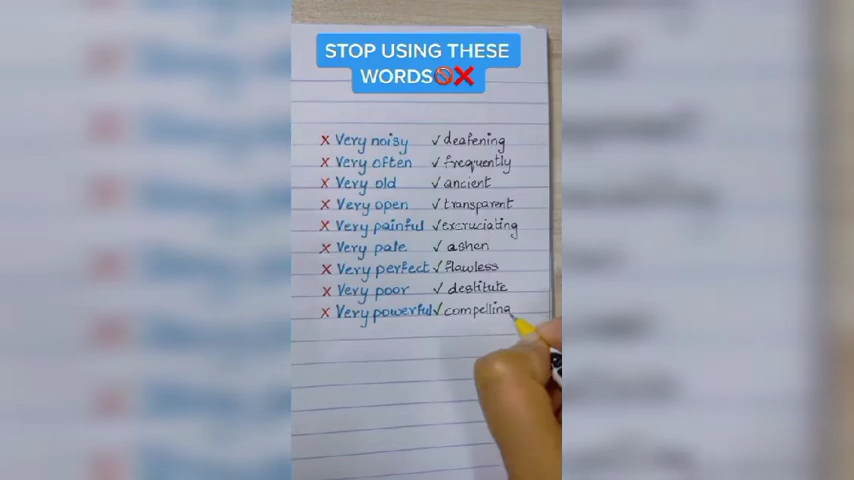 STOP USING THESE
WORDS🚫❌
x Very noisy ✓ deafening
x Very often ✓ frequently
x Very old ✓ ancient
x Very open ✓ transparent
x Very painful ✓ excruciating
x Very pale ✓ ashen
x Very perfect ✓ flawless
x Very poor ✓ destitute
x Very powerful ✓ compelling